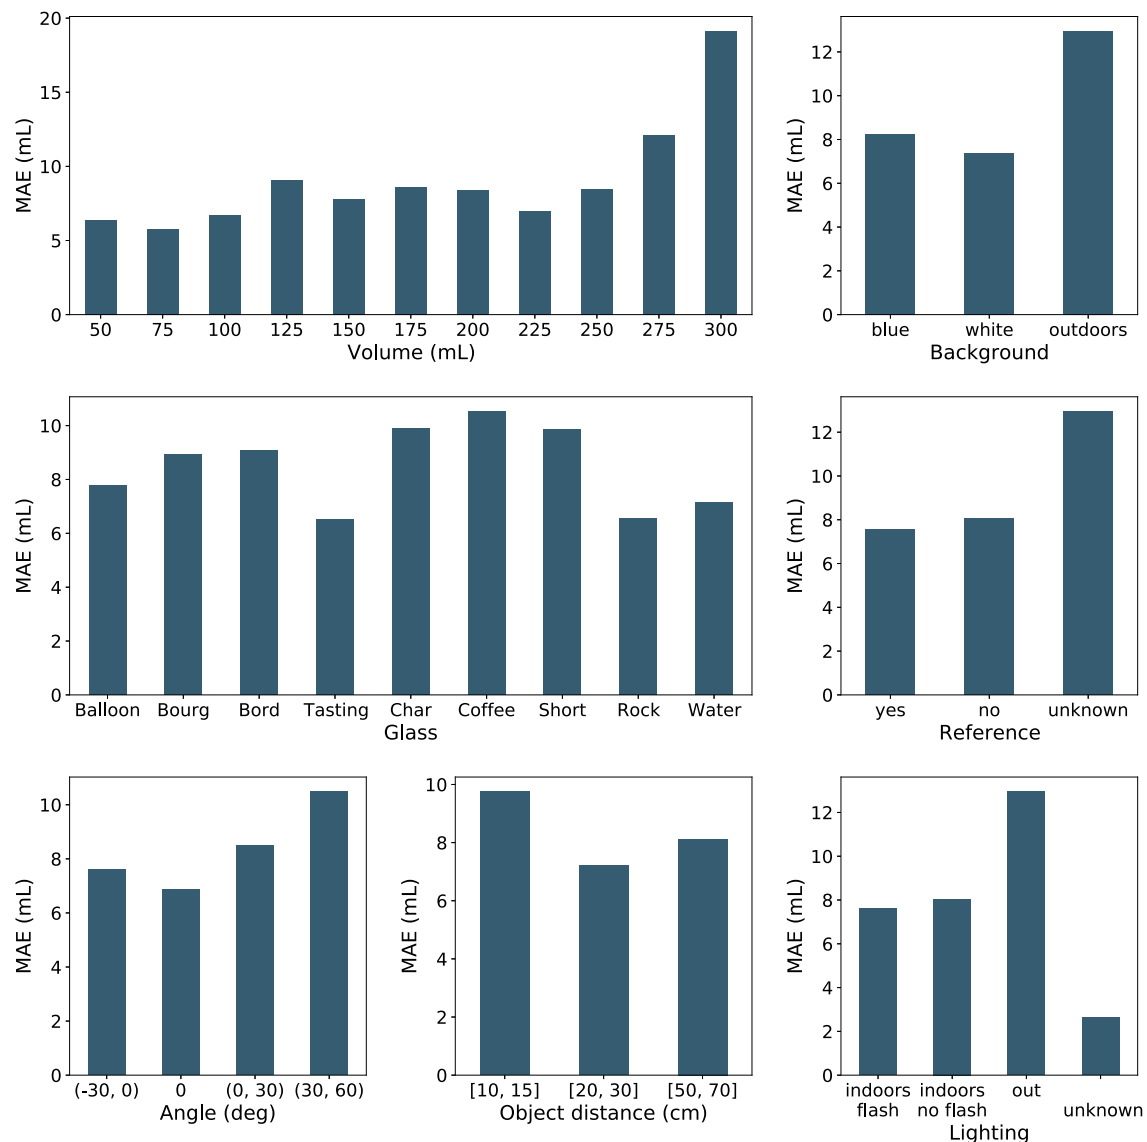 MAE (mL)
20
15
10
5
0
50 75 100 125 150 175 200 225 250 275 300
Volume (mL)
MAE (mL)
12
10
8
6
4
2
0
blue white outdoors
Background
MAE (mL)
10
8
6
4
2
0
Balloon Bourg Bord Tasting Char Coffee Short Rock Water
Glass
MAE (mL)
12
10
8
6
4
2
0
yes no unknown
Reference
MAE (mL)
10
8
6
4
2
0
(-30, 0) 0 (0, 30) (30, 60)
Angle (deg)
MAE (mL)
10
8
6
4
2
0
[10, 15] [20, 30] [50, 70]
Object distance (cm)
MAE (mL)
12
10
8
6
4
2
0
indoors indoors out
flash no flash unknown
Lighting